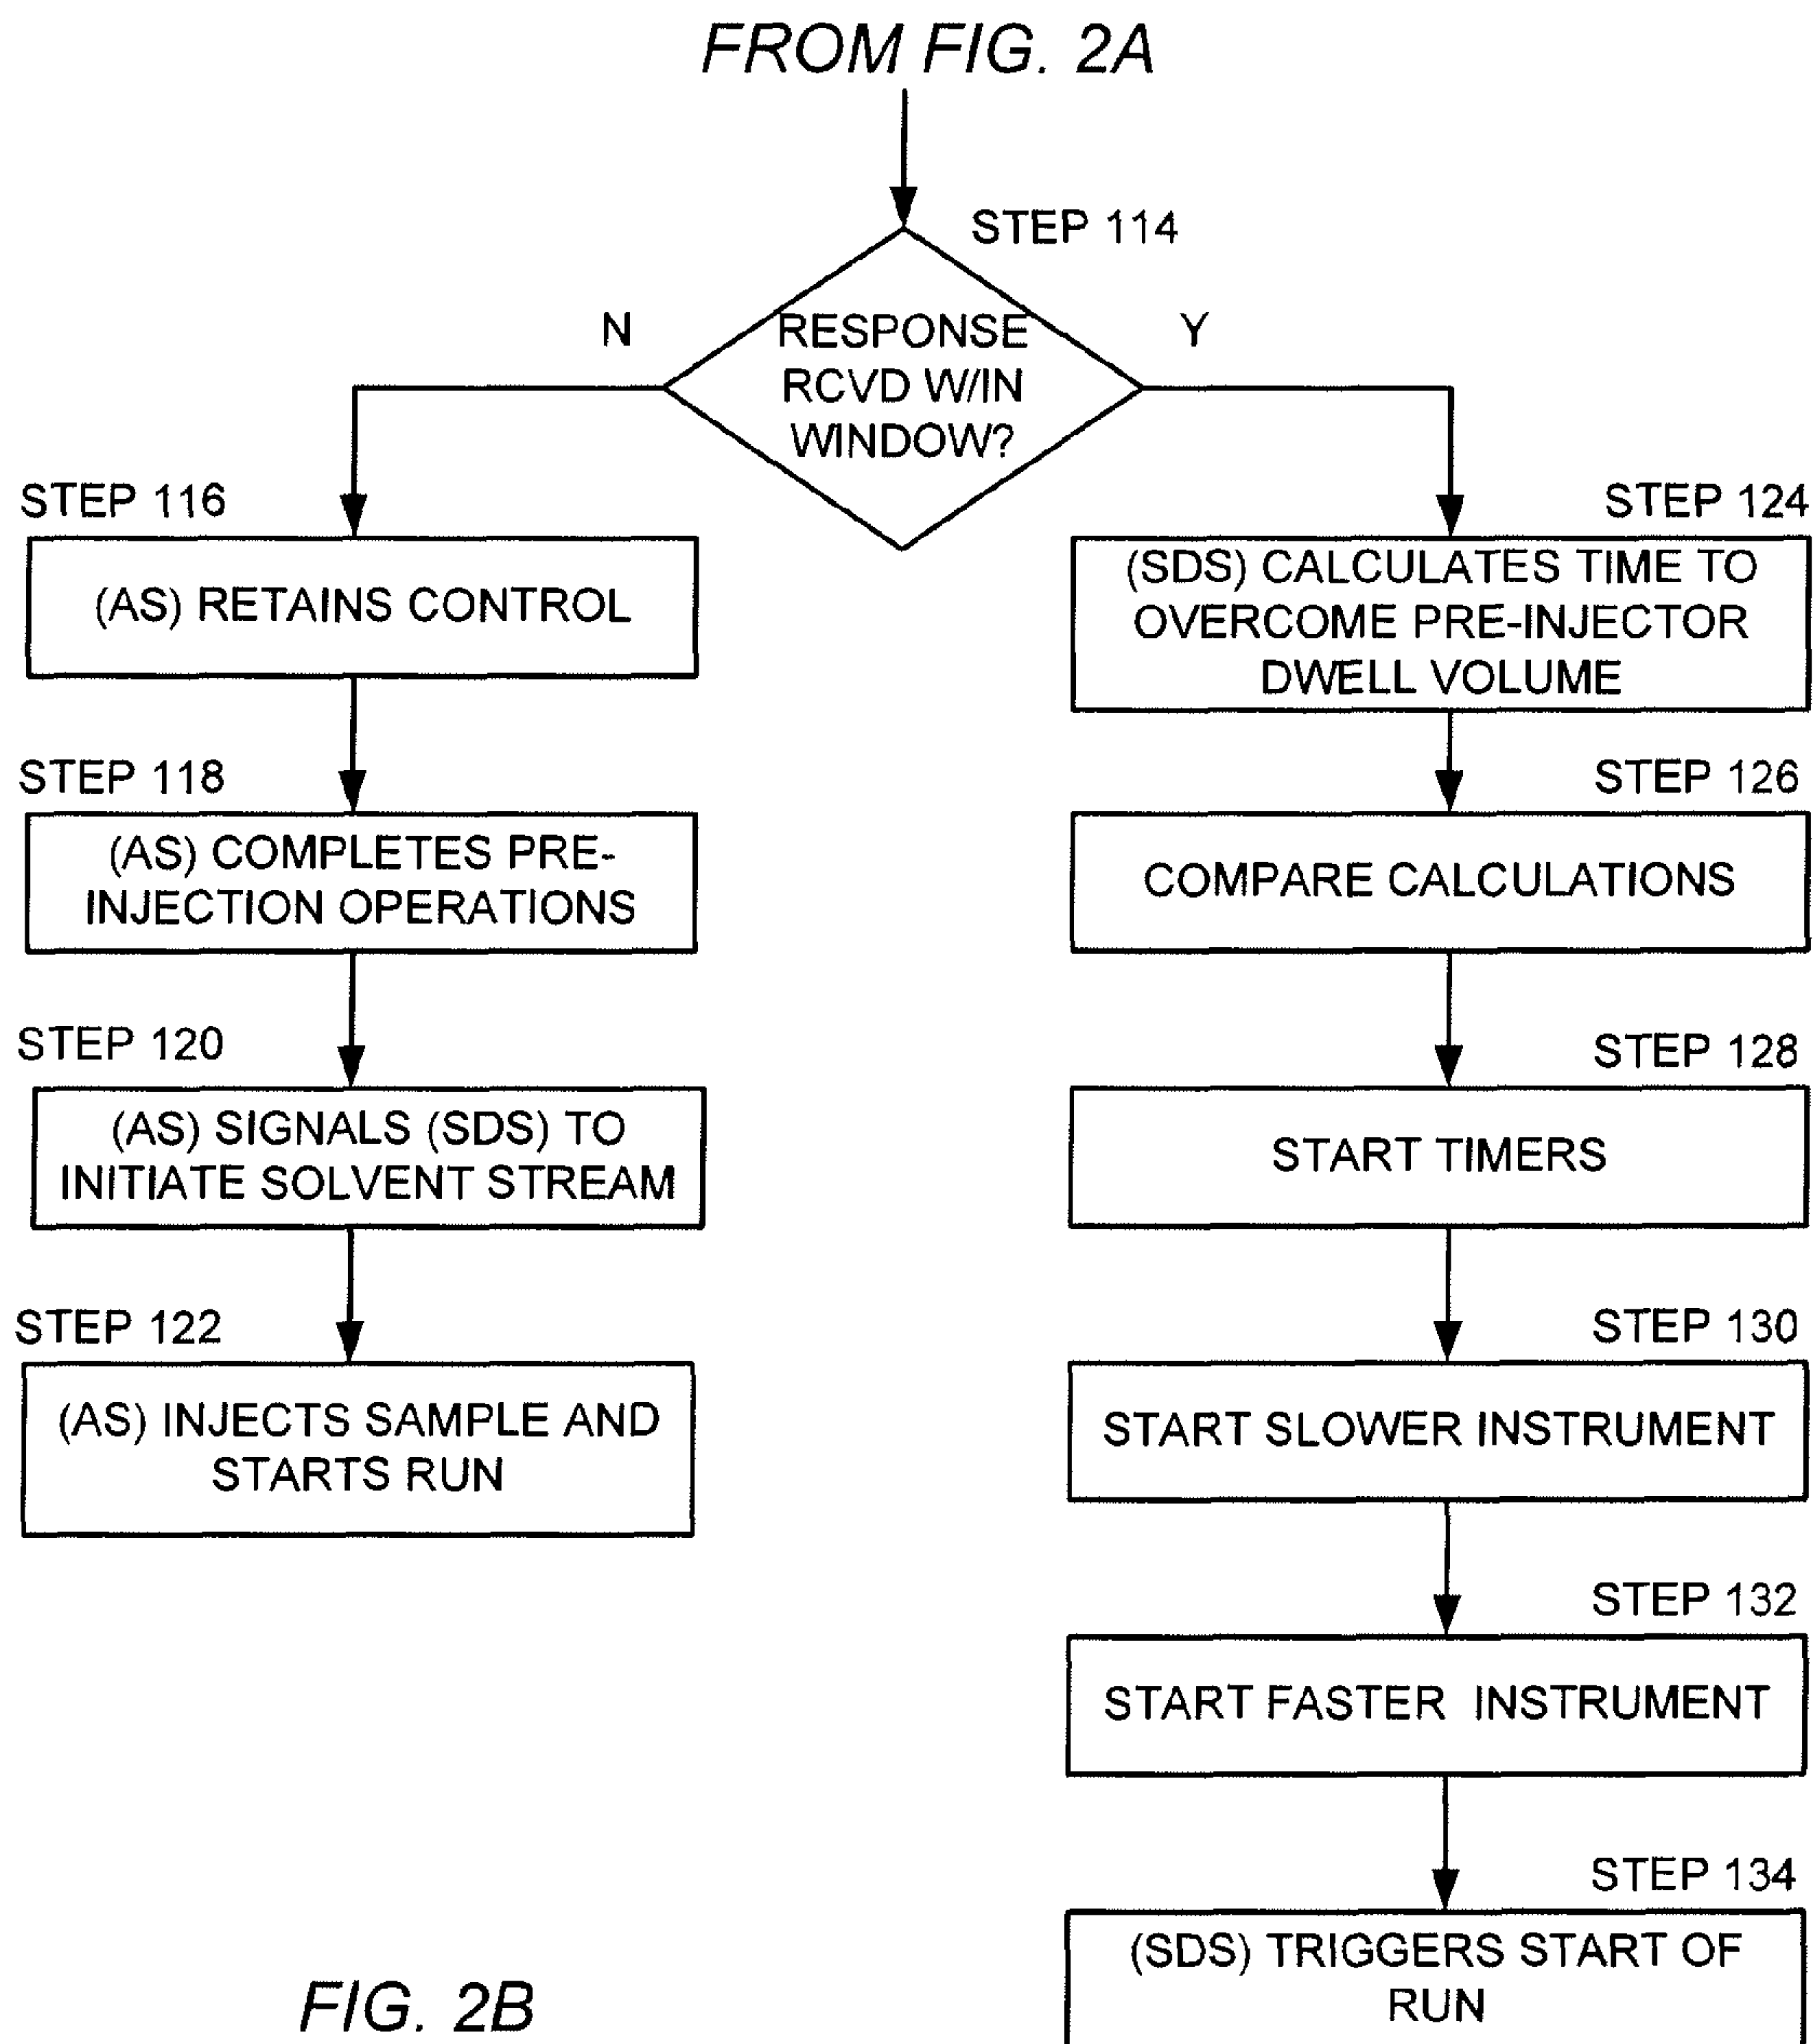 FROM FIG. 2A
STEP 114
N
RESPONSE
RCVD W/IN
WINDOW?
Y
STEP 116
(AS) RETAINS CONTROL
STEP 118
(AS) COMPLETES PRE-
INJECTION OPERATIONS
STEP 120
(AS) SIGNALS (SDS) TO
INITIATE SOLVENT STREAM
STEP 122
(AS) INJECTS SAMPLE AND
STARTS RUN
STEP 124
(SDS) CALCULATES TIME TO
OVERCOME PRE-INJECTOR
DWELL VOLUME
STEP 126
COMPARE CALCULATIONS
STEP 128
START TIMERS
STEP 130
START SLOWER INSTRUMENT
STEP 132
START FASTER INSTRUMENT
STEP 134
(SDS) TRIGGERS START OF
RUN
FIG. 2B